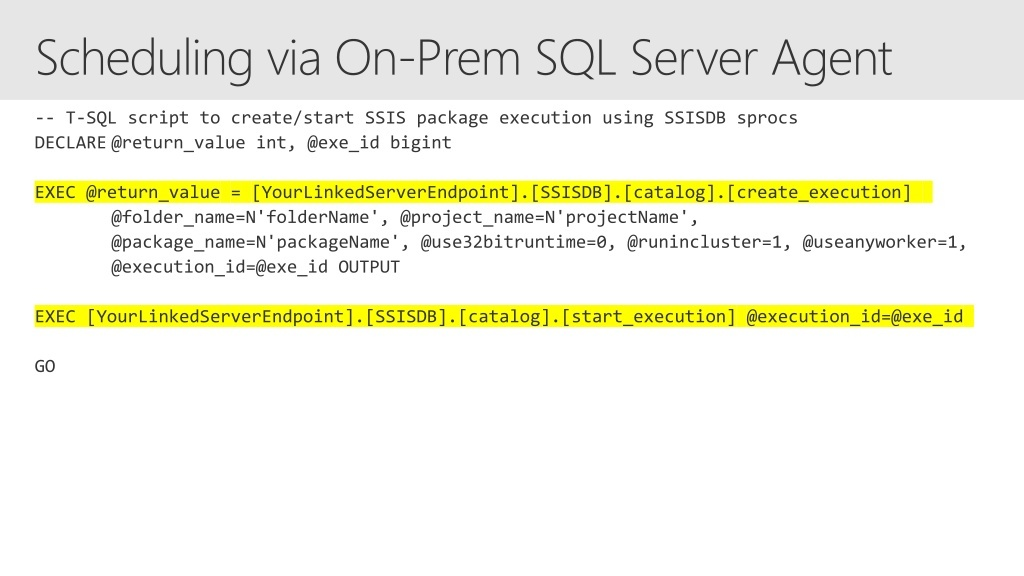 Scheduling via On-Prem SQL Server Agent
-- T-SQL script to create/start SSIS package execution using SSISDB sprocs
DECLARE @return_value int, @exe_id bigint
EXEC @return_value = [YourLinkedServerEndpoint].[SSISDB].[catalog].[create_execution]
@folder_name=N'folderName', @project_name=N'projectName',
@package_name=N'packageName', @use32bitruntime=0, @runincluster=1, @useanyworker=1,
@execution_id=@exe_id OUTPUT
EXEC [YourLinkedServerEndpoint].[SSISDB].[catalog].[start_execution] @execution_id=@exe_id
GO